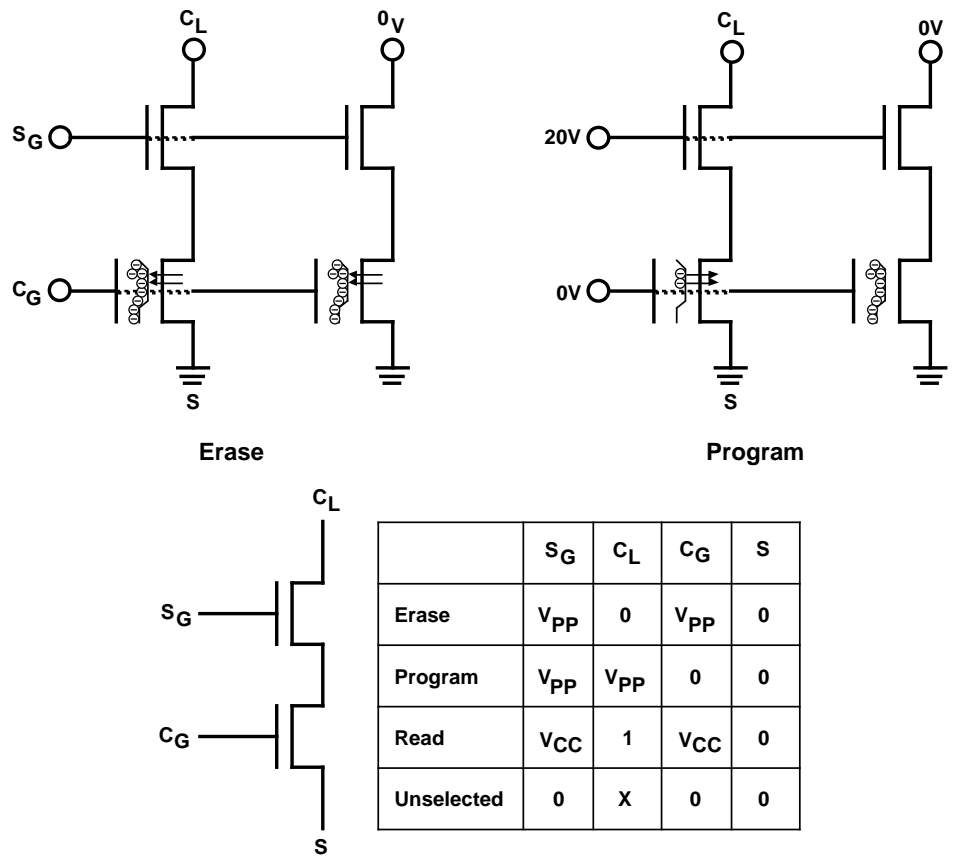 CL 0V
SG
CG
S
Erase
CL 0V
20V
0V
S
Program
CL
SG
CG
S
SG CL CG S
Erase VPP 0 VPP 0
Program VPP VPP 0 0
Read VCC 1 VCC 0
Unselected 0 X 0 0